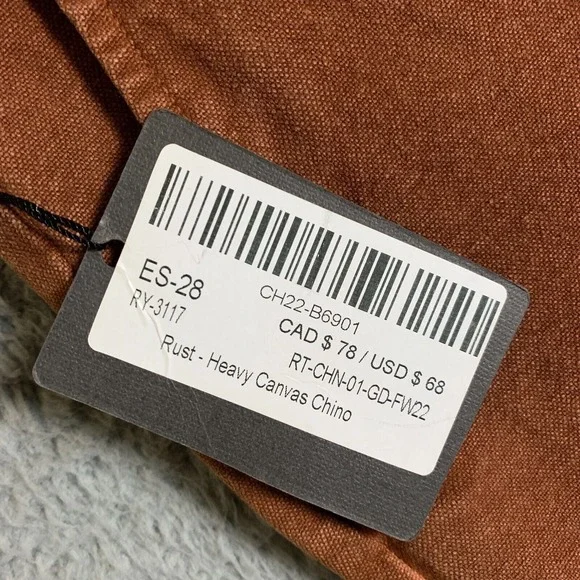 CH22-B6901
ES-28
CAD $ 78 / USD $ 68
RY-3117
RT-CHN-01-GD-FW22
Rust - Heavy Canvas Chino